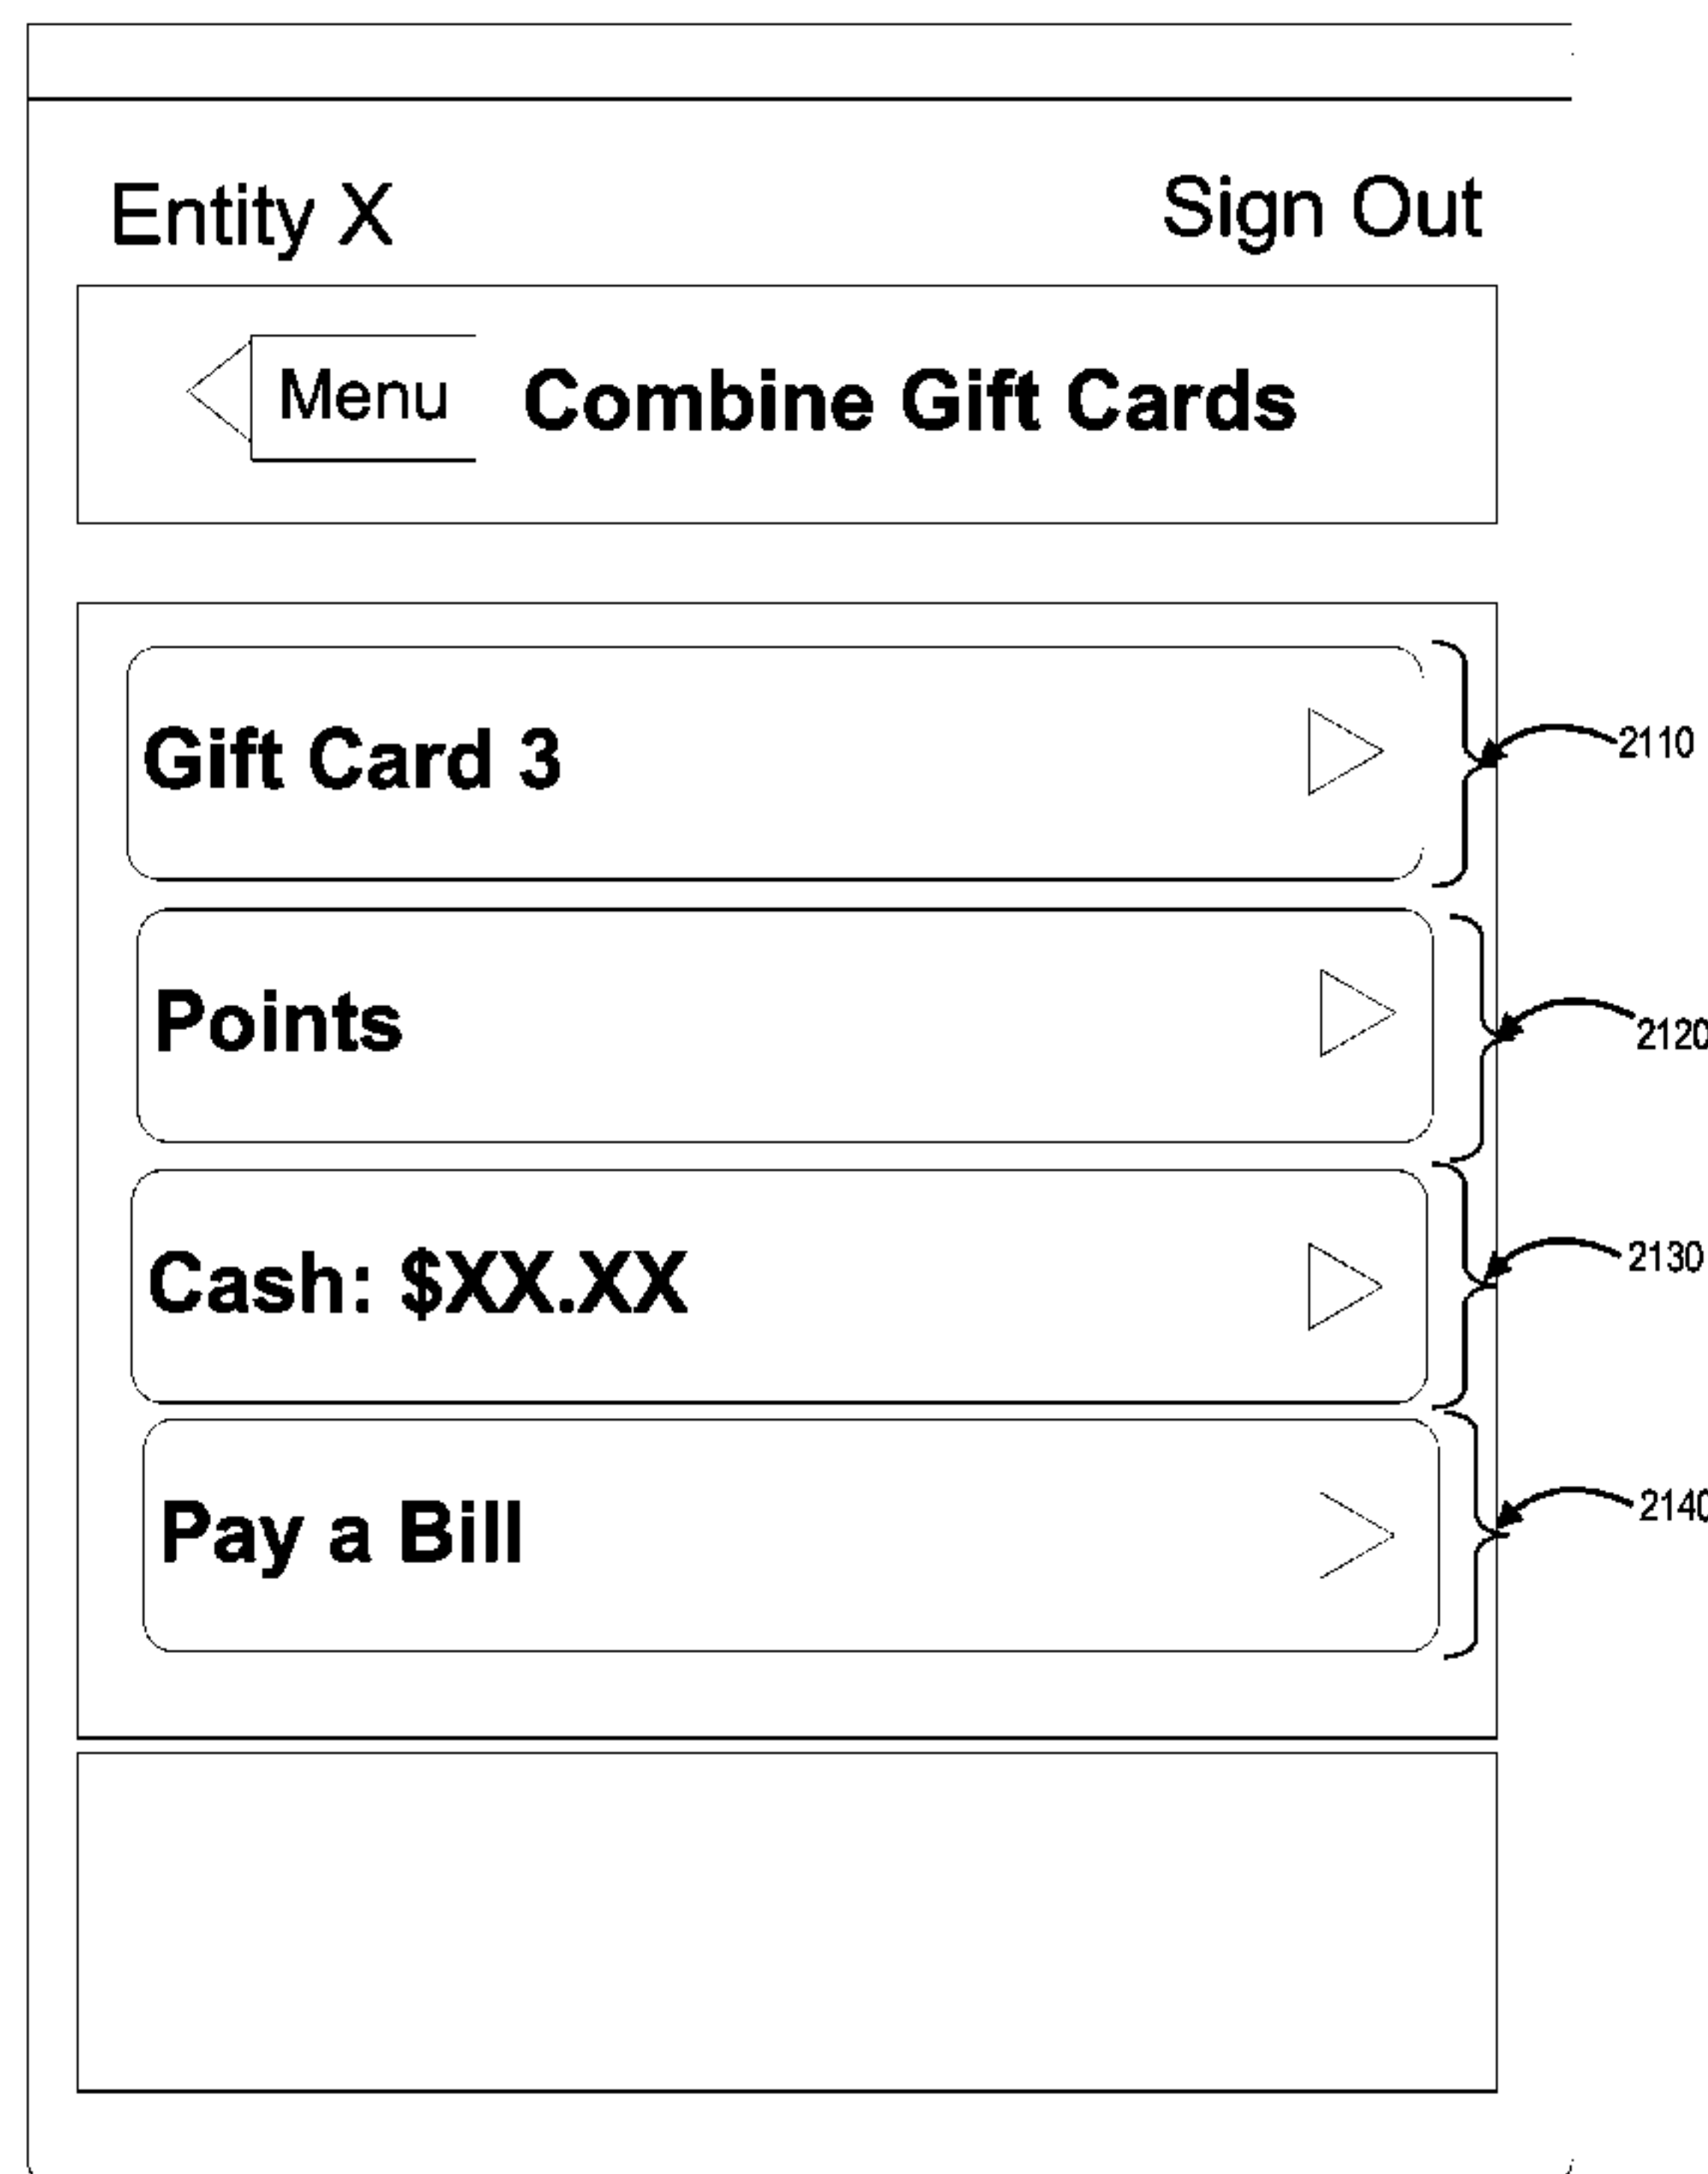 Entity X Sign Out
Menu Combine Gift Cards
Gift Card 3
2110
Points
2120
Cash: $XX.XX
2130
Pay a Bill
2140